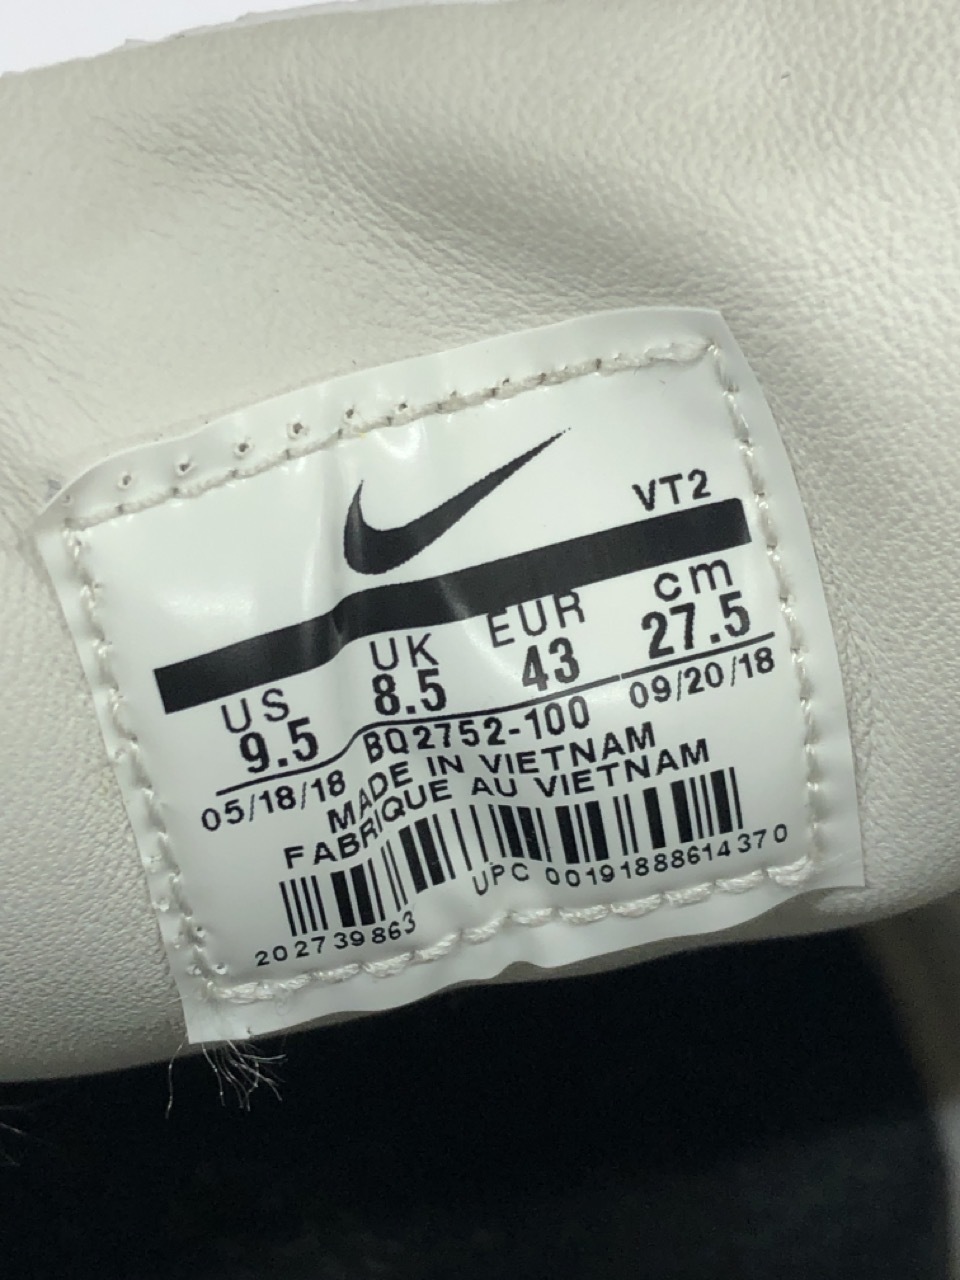 VT2
US UK EUR cm
9.5 8.5 43 27.5
05/18/18 BQ2752-100 09/20/18
MADE IN VIETNAM
FABRIQUE AU VIETNAM
UPC 00191888614370
202739863